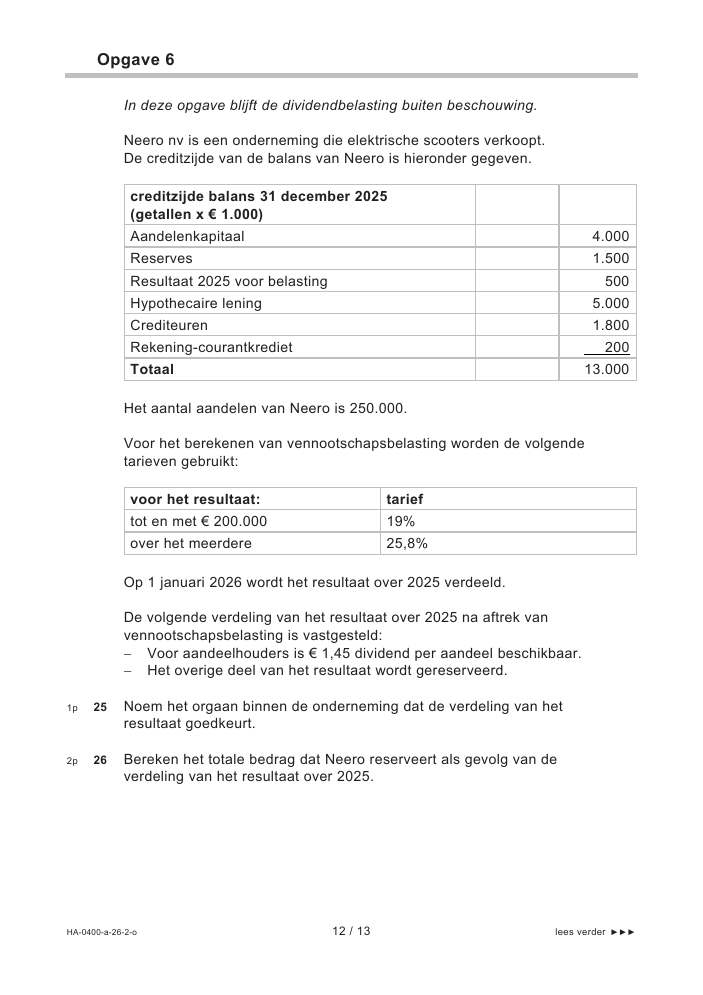 Opgave 6
In deze opgave blijft de dividendbelasting buiten beschouwing.
Neero nv is een onderneming die elektrische scooters verkoopt.
De creditzijde van de balans van Neero is hieronder gegeven.
creditzijde balans 31 december 2025
(getallen x € 1.000)
Aandelenkapitaal 4.000
Reserves 1.500
Resultaat 2025 voor belasting 500
Hypothecaire lening 5.000
Crediteuren 1.800
Rekening-courantkrediet 200
Totaal 13.000
Het aantal aandelen van Neero is 250.000.
Voor het berekenen van vennootschapsbelasting worden de volgende
tarieven gebruikt:
voor het resultaat: tarief
tot en met € 200.000 19%
over het meerdere 25,8%
Op 1 januari 2026 wordt het resultaat over 2025 verdeeld.
De volgende verdeling van het resultaat over 2025 na aftrek van
vennootschapsbelasting is vastgesteld:
– Voor aandeelhouders is € 1,45 dividend per aandeel beschikbaar.
– Het overige deel van het resultaat wordt gereserveerd.
1p 25 Noem het orgaan binnen de onderneming dat de verdeling van het
resultaat goedkeurt.
2p 26 Bereken het totale bedrag dat Neero reserveert als gevolg van de
verdeling van het resultaat over 2025.
HA-0400-a-26-2-o 12 / 13 lees verder ►►►